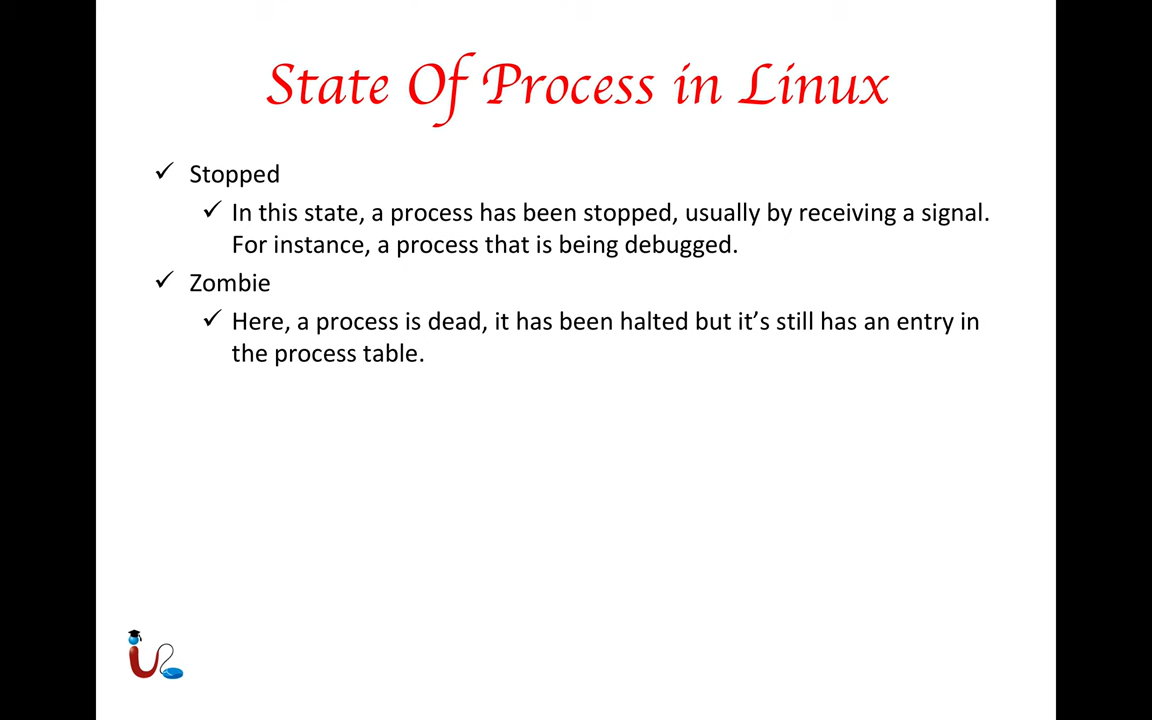 State Of Process in Linux
✓ Stopped
✓ In this state, a process has been stopped, usually by receiving a signal.
For instance, a process that is being debugged.
✓ Zombie
✓ Here, a process is dead, it has been halted but it’s still has an entry in
the process table.